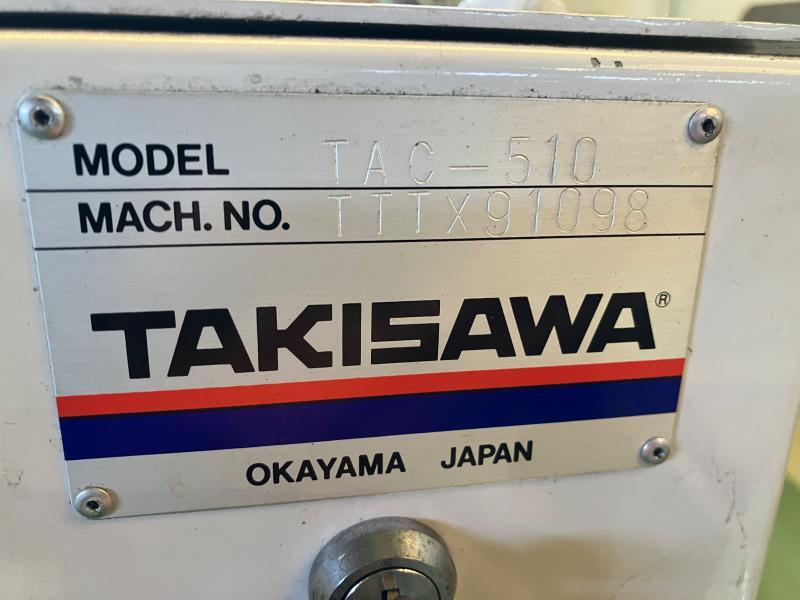 MODEL TAC-510
MACH. NO. TTTX91098
TAKISAWA®
OKAYAMA JAPAN